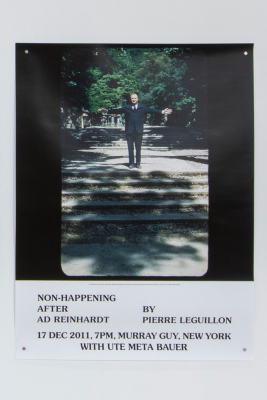 NON-HAPPENING
AFTER BY
AD REINHARDT PIERRE LEGUILLON
17 DEC 2011, 7PM, MURRAY GUY, NEW YORK
WITH UTE META BAUER